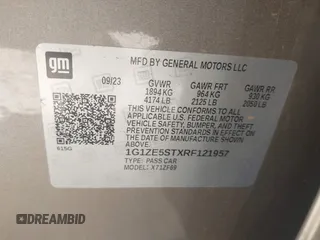 gm
MFD BY GENERAL MOTORS LLC
09/23
GVWR
GAWR FRT
GAWR RR
1894 KG
964 KG
930 KG
4174 LB
2125 LB
2050 LB
THIS VEHICLE CONFORMS TO ALL
APPLICABLE U.S. FEDERAL MOTOR
VEHICLE SAFETY, BUMPER, AND
THEFT PREVENTION STANDARDS
IN EFFECT ON THE DATE OF
MANUFACTURE SHOWN ABOVE.
1G1ZE5STXRF121957
TYPE: PASS CAR
MODEL:
DREAMBID
AUTOBIDCAR.COM